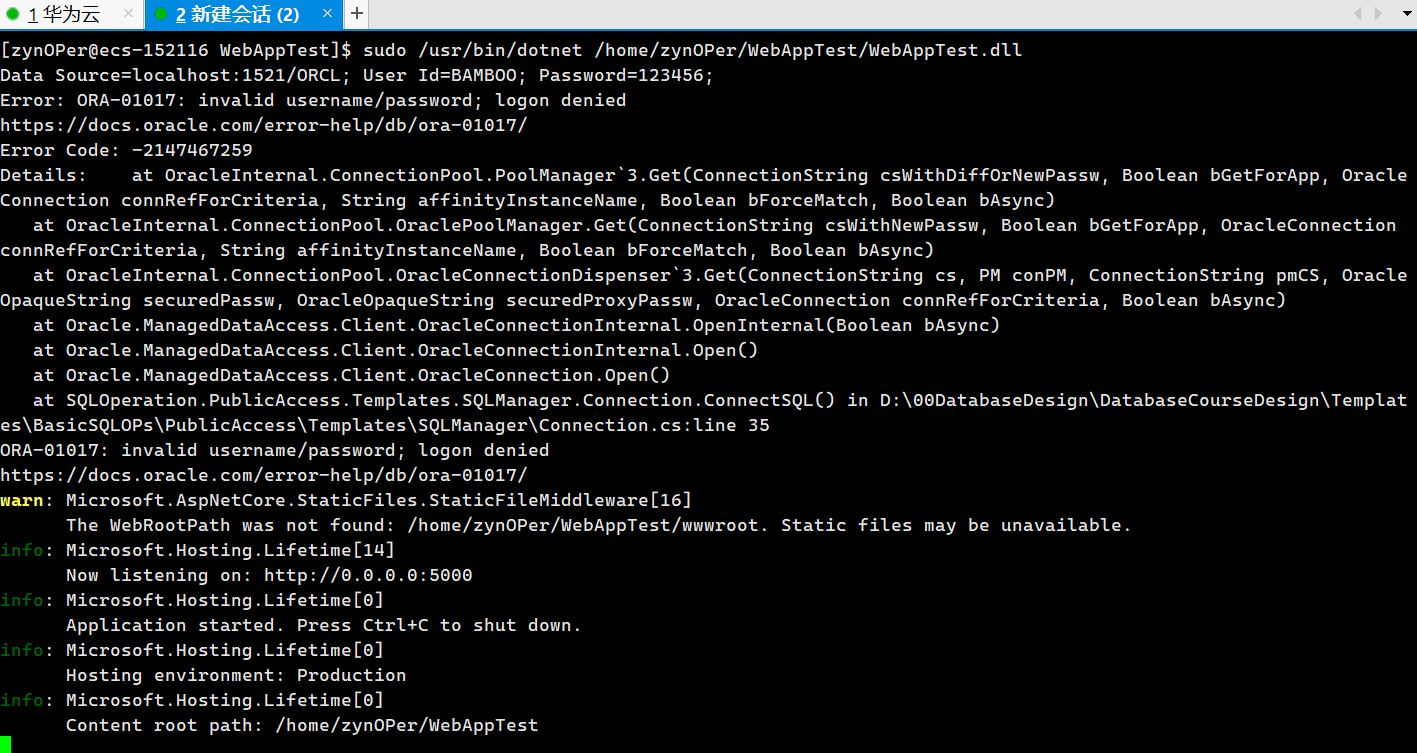 1 华为云 × 2 新建会话 (2) × +
[zynOPer@ecs-152116 WebAppTest]$ sudo /usr/bin/dotnet /home/zynOPer/WebAppTest/WebAppTest.dll
Data Source=localhost:1521/ORCL; User Id=BAMBOO; Password=123456;
Error: ORA-01017: invalid username/password; logon denied
https://docs.oracle.com/error-help/db/ora-01017/
Error Code: -2147467259
Details:    at OracleInternal.ConnectionPool.PoolManager`3.Get(ConnectionString csWithDiffOrNewPassw, Boolean bGetForApp, Oracle
Connection connRefForCriteria, String affinityInstanceName, Boolean bForceMatch, Boolean bAsync)
   at OracleInternal.ConnectionPool.OraclePoolManager.Get(ConnectionString csWithNewPassw, Boolean bGetForApp, OracleConnection
connRefForCriteria, String affinityInstanceName, Boolean bForceMatch, Boolean bAsync)
   at OracleInternal.ConnectionPool.OracleConnectionDispenser`3.Get(ConnectionString cs, PM conPM, ConnectionString pmCS, Oracle
OpaqueString securedPassw, OracleOpaqueString securedProxyPassw, OracleConnection connRefForCriteria, Boolean bAsync)
   at Oracle.ManagedDataAccess.Client.OracleConnectionInternal.OpenInternal(Boolean bAsync)
   at Oracle.ManagedDataAccess.Client.OracleConnectionInternal.Open()
   at Oracle.ManagedDataAccess.Client.OracleConnection.Open()
   at SQLOperation.PublicAccess.Templates.SQLManager.Connection.ConnectSQL() in D:\00DatabaseDesign\DatabaseCourseDesign\Templat
es\BasicSQLOPs\PublicAccess\Templates\SQLManager\Connection.cs:line 35
ORA-01017: invalid username/password; logon denied
https://docs.oracle.com/error-help/db/ora-01017/
warn: Microsoft.AspNetCore.StaticFiles.StaticFileMiddleware[16]
      The WebRootPath was not found: /home/zynOPer/WebAppTest/wwwroot. Static files may be unavailable.
info: Microsoft.Hosting.Lifetime[14]
      Now listening on: http://0.0.0.0:5000
info: Microsoft.Hosting.Lifetime[0]
      Application started. Press Ctrl+C to shut down.
info: Microsoft.Hosting.Lifetime[0]
      Hosting environment: Production
info: Microsoft.Hosting.Lifetime[0]
      Content root path: /home/zynOPer/WebAppTest